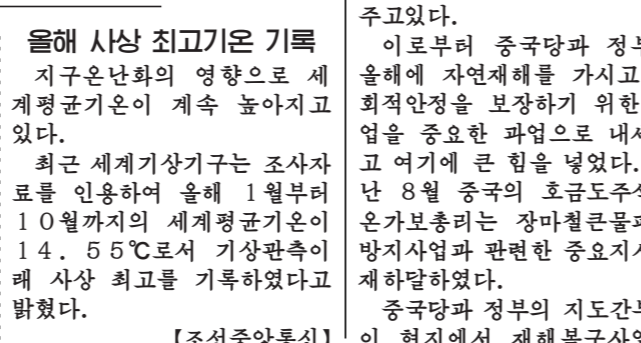 올해 사상 최고기온 기록
지구온난화의 영향으로 세
계평균기온이 계속 높아지고
있다.
최근 세계기상기구는 조사자
료를 인용하여 올해 1월부터
10월까지의 세계평균기온이
14. 55℃로서 기상관측이
래 사상 최고를 기록하였다고
밝혔다.
【조선중앙통신】
주고있다.
이로부터 중국당과 정부
올해에 자연재해를 가시고
회적안정을 보장하기 위한
업을 중요한 과업으로 내세
고 여기에 큰 힘을 넣었다.
난 8월 중국의 호금도주석
온가보총리는 장마철큰물피
방지사업과 관련한 중요지시
재하달하였다.
중국당과 정부의 지도간부
이 현지에서 재해복구사업